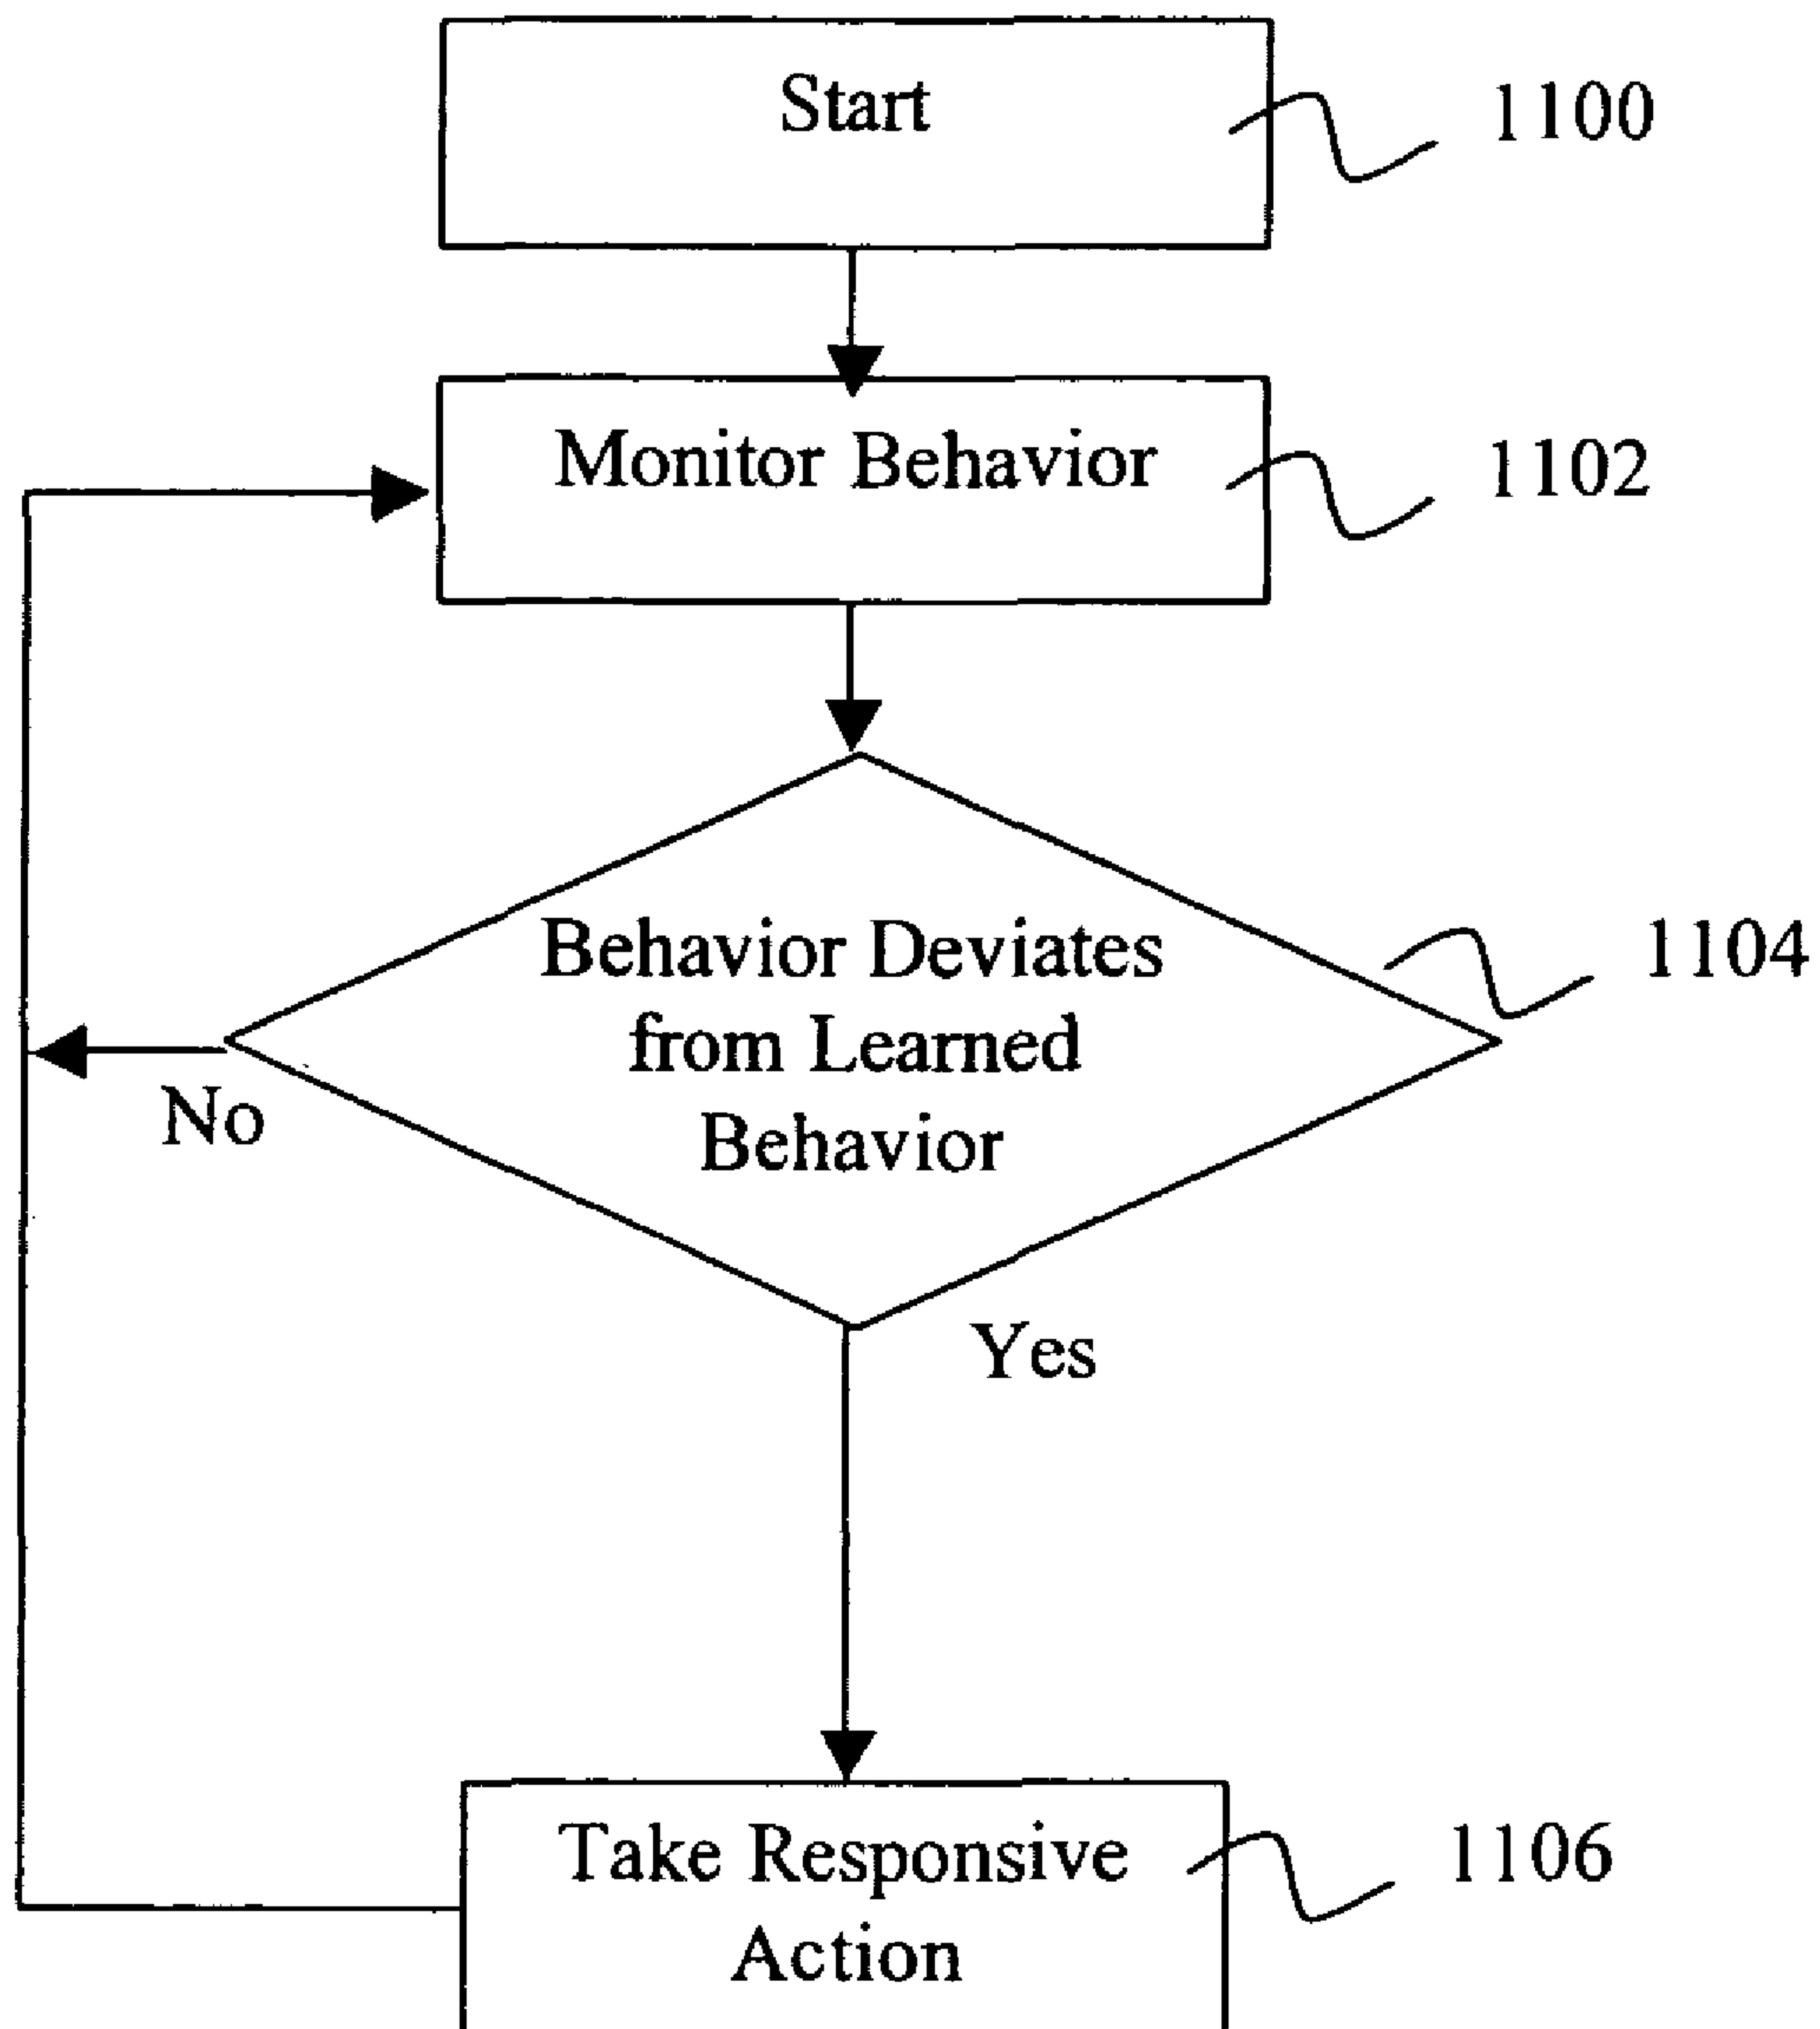 Start
1100
Monitor Behavior
1102
Behavior Deviates
from Learned
Behavior
1104
No
Yes
Take Responsive
Action
1106